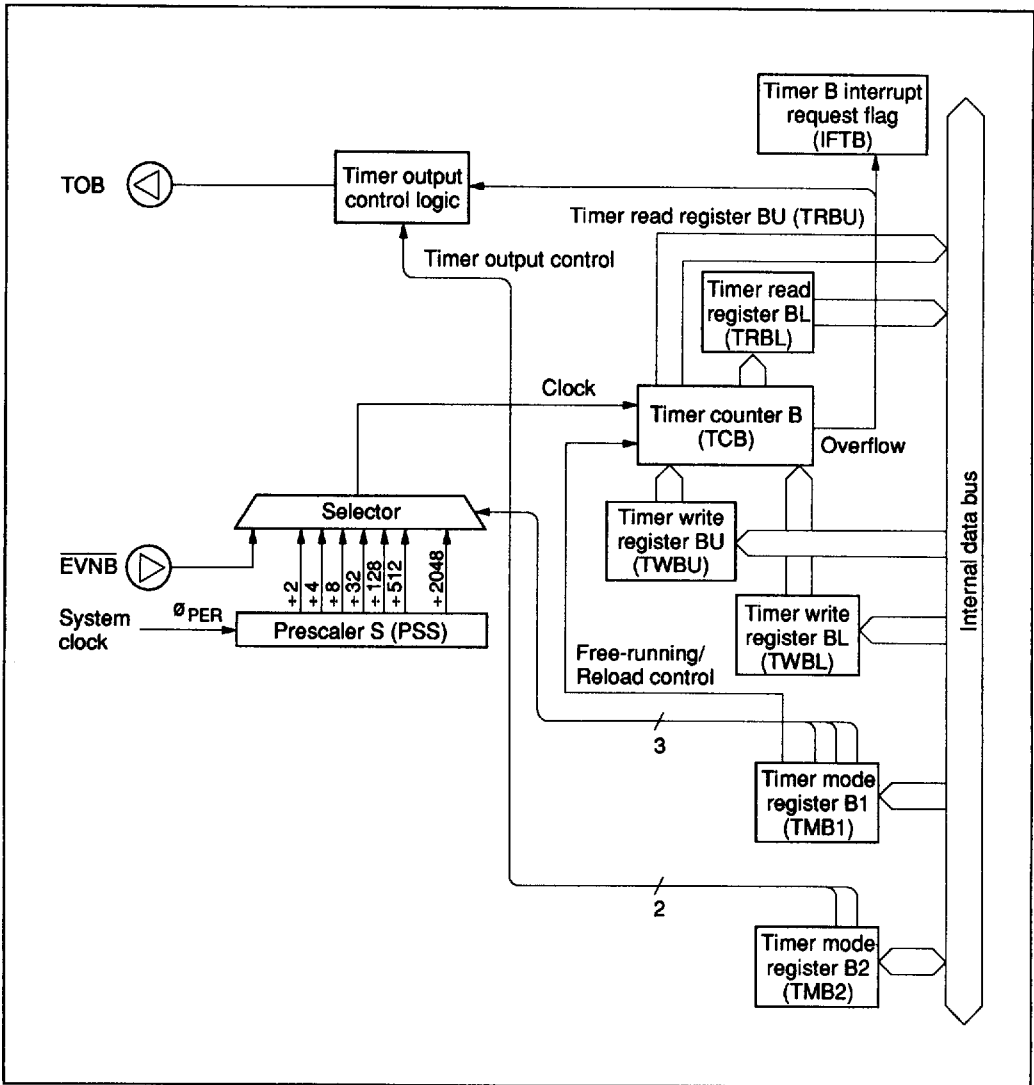 Timer B interrupt
request flag
(IFTB)
TOB
Timer output
control logic
Timer read register BU (TRBU)
Timer output control
Timer read
register BL
(TRBL)
Clock
Timer counter B
(TCB)
Overflow
Selector
Timer write
register BU
(TWBU)
EVNB
÷2
÷4
÷8
÷32
÷128
÷512
÷2048
System
clock
øPER
Prescaler S (PSS)
Timer write
register BL
(TWBL)
Internal data bus
Free-running/
Reload control
3
Timer mode
register B1
(TMB1)
2
Timer mode
register B2
(TMB2)